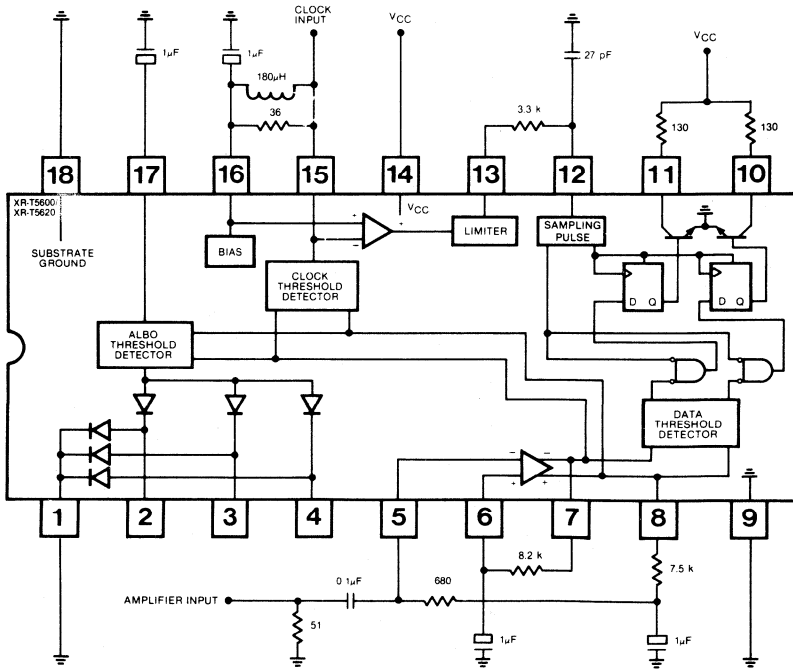 CLOCK
INPUT
VCC
VCC
1µF
1µF
180µH
36
27 pF
3.3 k
130
130
18
17
16
15
14
13
12
11
10
XR-T5600/
XR-T5620
SUBSTRATE
GROUND
BIAS
+
−
VCC
+
LIMITER
SAMPLING
PULSE
CLOCK
THRESHOLD
DETECTOR
D Q
D Q
ALBO
THRESHOLD
DETECTOR
DATA
THRESHOLD
DETECTOR
− −
+ +
1
2
3
4
5
6
7
8
9
8.2 k
7.5 k
AMPLIFIER INPUT
0 1µF
680
51
1µF
1µF